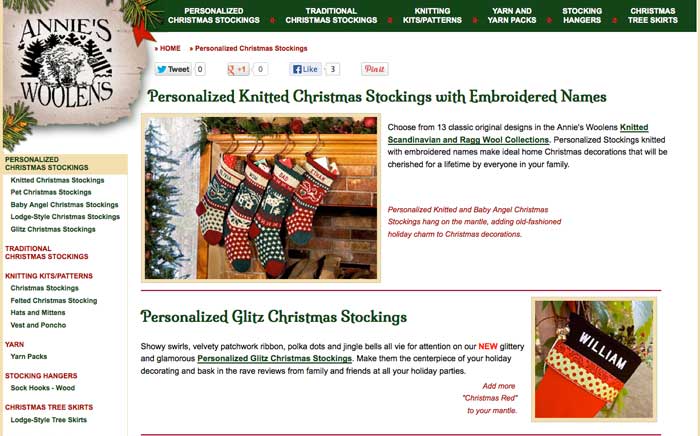 ANNIE'S
WOOLENS
PERSONALIZED
CHRISTMAS STOCKINGS
TRADITIONAL
CHRISTMAS STOCKINGS
KNITTING
KITS/PATTERNS
YARN AND
YARN PACKS
STOCKING
HANGERS
CHRISTMAS
TREE SKIRTS
» HOME » Personalized Christmas Stockings
Tweet 0 +1 0 Like 3 Pin it
Personalized Knitted Christmas Stockings with Embroidered Names
Choose from 13 classic original designs in the Annie's Woolens Knitted
Scandinavian and Ragg Wool Collections. Personalized Stockings knitted
with embroidered names make ideal home Christmas decorations that will be
cherished for a lifetime by everyone in your family.
Personalized Knitted and Baby Angel Christmas
Stockings hang on the mantle, adding old-fashioned
holiday charm to Christmas decorations.
DAD
PERSONALIZED
CHRISTMAS STOCKINGS
Knitted Christmas Stockings
Pet Christmas Stockings
Baby Angel Christmas Stockings
Lodge-Style Christmas Stockings
Glitz Christmas Stockings
TRADITIONAL
CHRISTMAS STOCKINGS
KNITTING KITS/PATTERNS
Christmas Stockings
Felted Christmas Stocking
Hats and Mittens
Vest and Poncho
YARN
Yarn Packs
STOCKING HANGERS
Sock Hooks - Wood
CHRISTMAS TREE SKIRTS
Lodge-Style Tree Skirts
Personalized Glitz Christmas Stockings
Showy swirls, velvety patchwork ribbon, polka dots and jingle bells all vie for attention on our NEW glittery
and glamorous Personalized Glitz Christmas Stockings. Make them the centerpiece of your holiday
decorating and bask in the rave reviews from family and friends at all your holiday parties.
Add more
"Christmas Red"
to your mantle.
WILLIAM